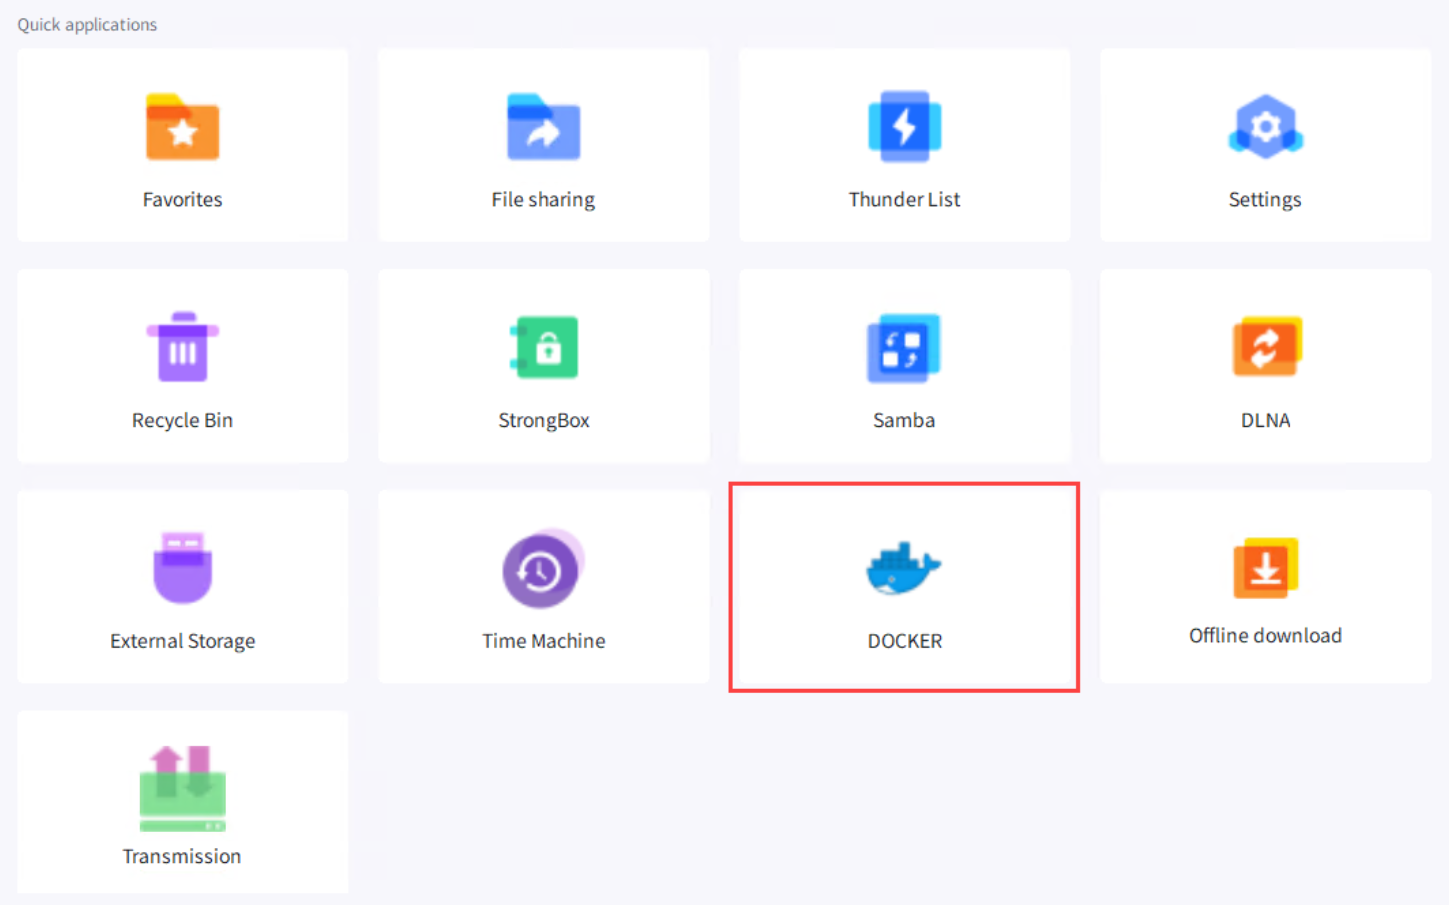 Quick applications
Favorites
File sharing
Thunder List
Settings
Recycle Bin
StrongBox
Samba
DLNA
External Storage
Time Machine
DOCKER
Offline download
Transmission